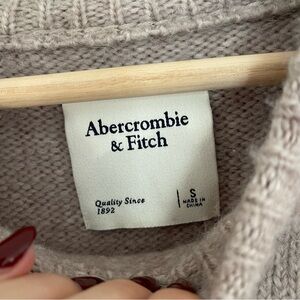 Abercrombie
& Fitch
Quality Since
1892
S
MADE IN
CHINA